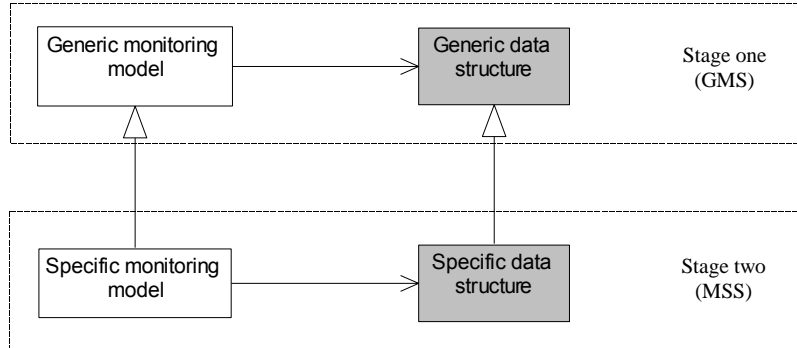 Generic monitoring
model
Generic data
structure
Stage one
(GMS)
Specific monitoring
model
Specific data
structure
Stage two
(MSS)